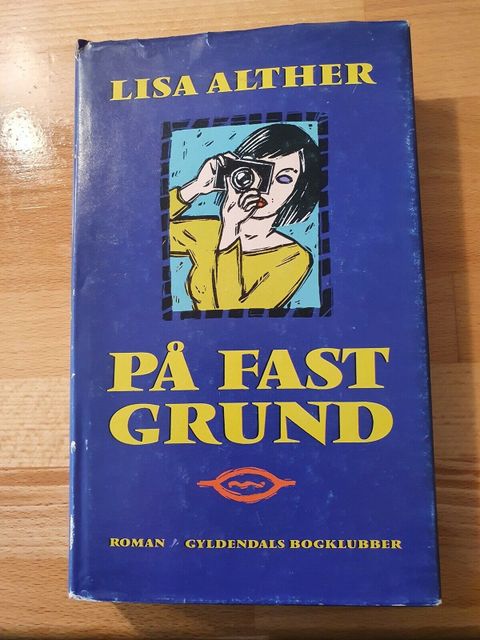 LISA ALTHER
PÅ FAST
GRUND
ROMAN / GYLDENDALS BOGKLUBBER